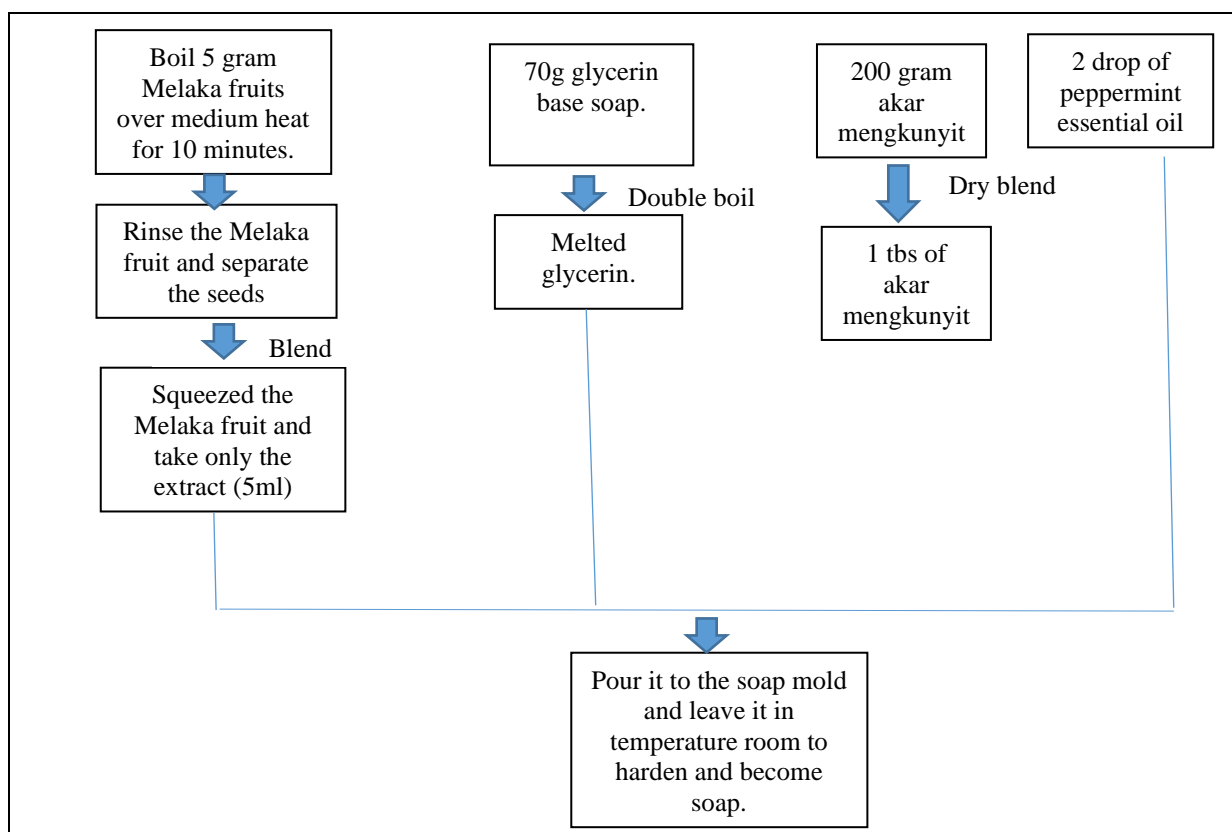 Boil 5 gram
Melaka fruits
over medium heat
for 10 minutes.
Rinse the Melaka
fruit and separate
the seeds
Blend
Squeezed the
Melaka fruit and
take only the
extract (5ml)
70g glycerin
base soap.
Double boil
Melted
glycerin.
200 gram
akar
mengkunyit
Dry blend
1 tbs of
akar
mengkunyit
2 drop of
peppermint
essential oil
Pour it to the soap mold
and leave it in
temperature room to
harden and become
soap.